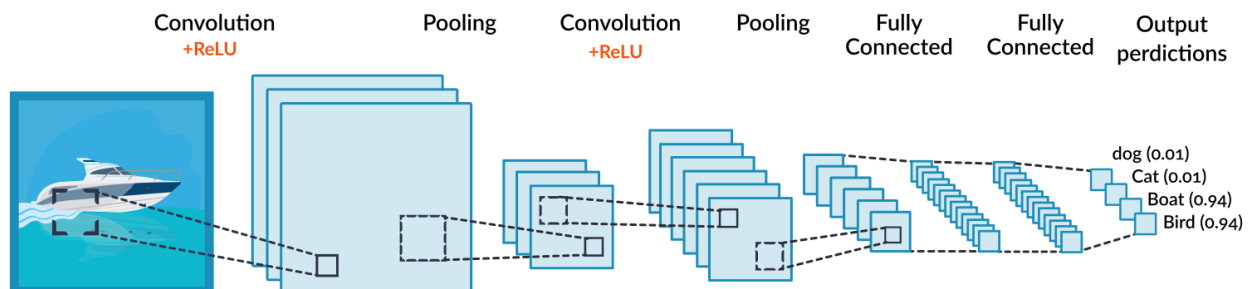 Convolution
+ReLU
Pooling
Convolution
+ReLU
Pooling
Fully
Connected
Fully
Connected
Output
perdictions
dog (0.01)
Cat (0.01)
Boat (0.94)
Bird (0.94)